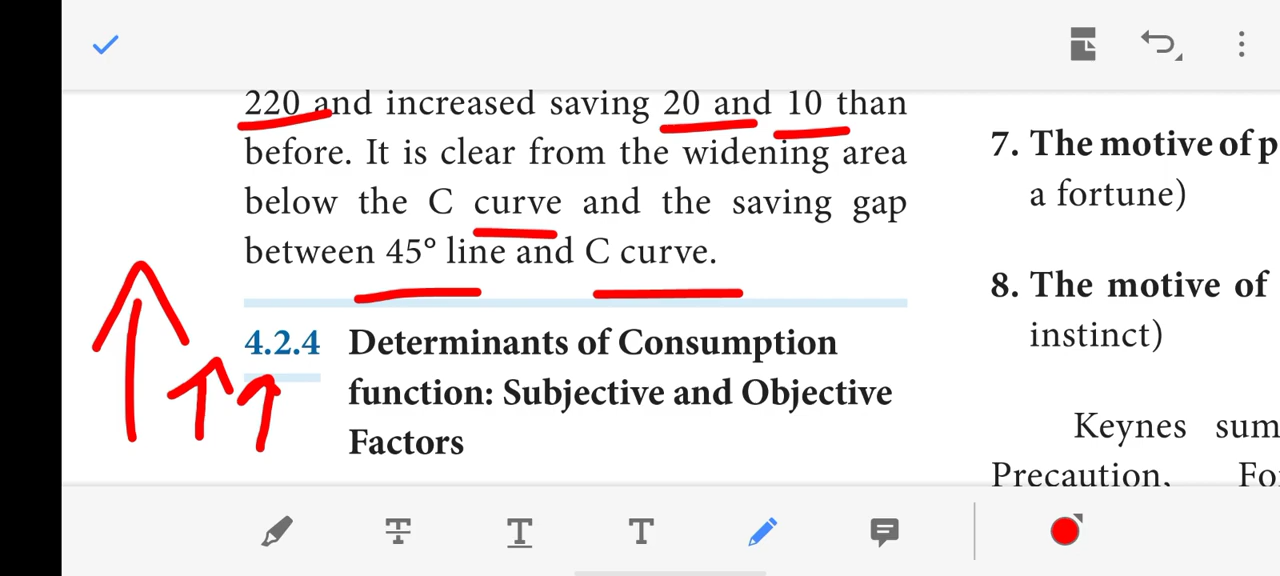 220 and increased saving 20 and 10 than
before. It is clear from the widening area
below the C curve and the saving gap
between 45° line and C curve.
4.2.4 Determinants of Consumption
function: Subjective and Objective
Factors
7. The motive of p
a fortune)
8. The motive of
instinct)
Keynes sum
Precaution, Fo
T
T
T